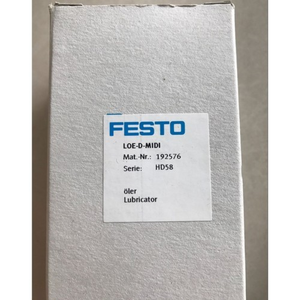 FESTO
LOE-D-MIDI
Mat.-Nr.: 192576
Serie: HD58
öler
Lubricator